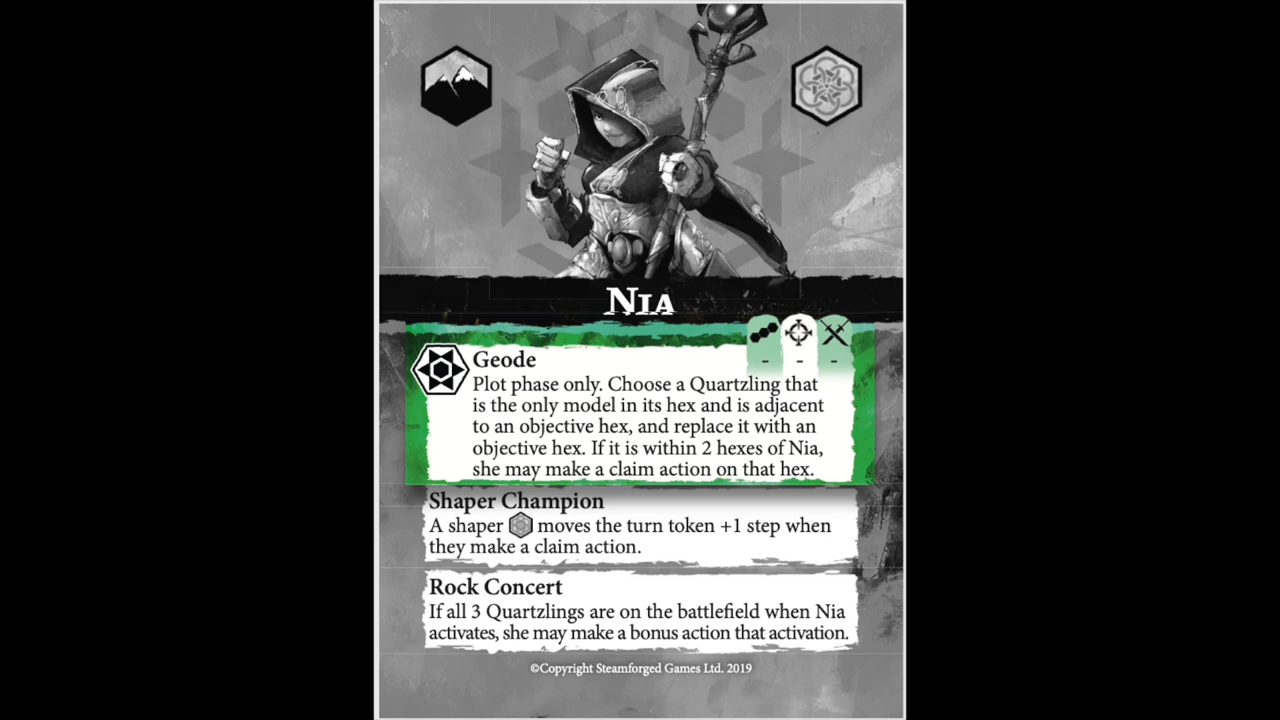 Nia
- - -
Geode
Plot phase only. Choose a Quartzling that
is the only model in its hex and is adjacent
to an objective hex, and replace it with an
objective hex. If it is within 2 hexes of Nia,
she may make a claim action on that hex.
Shaper Champion
A shaper moves the turn token +1 step when
they make a claim action.
Rock Concert
If all 3 Quartzlings are on the battlefield when Nia
activates, she may make a bonus action that activation.
©Copyright Steamforged Games Ltd. 2019